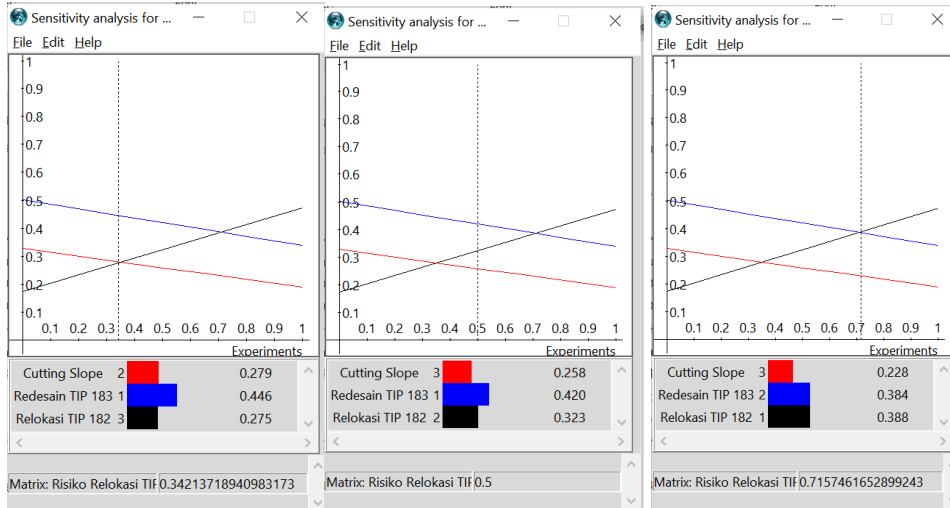 Sensitivity analysis for ...
File Edit Help
1
0.9
0.8
0.7
0.6
0.5
0.4
0.3
0.2
0.1
0.1 0.2 0.3 0.4 0.5 0.6 0.7 0.8 0.9 1
Experiments
Cutting Slope 2 0.279
Redesain TIP 183 1 0.446
Relokasi TIP 182 3 0.275
Matrix: Risiko Relokasi TIF 0.34213718940983173
Sensitivity analysis for ...
File Edit Help
1
0.9
0.8
0.7
0.6
0.5
0.4
0.3
0.2
0.1
0.1 0.2 0.3 0.4 0.5 0.6 0.7 0.8 0.9 1
Experiments
Cutting Slope 3 0.258
Redesain TIP 183 1 0.420
Relokasi TIP 182 2 0.323
Matrix: Risiko Relokasi TIF 0.5
Sensitivity analysis for ...
File Edit Help
1
0.9
0.8
0.7
0.6
0.5
0.4
0.3
0.2
0.1
0.1 0.2 0.3 0.4 0.5 0.6 0.7 0.8 0.9 1
Experiments
Cutting Slope 3 0.228
Redesain TIP 183 2 0.384
Relokasi TIP 182 1 0.388
Matrix: Risiko Relokasi TIF 0.7157461652899243